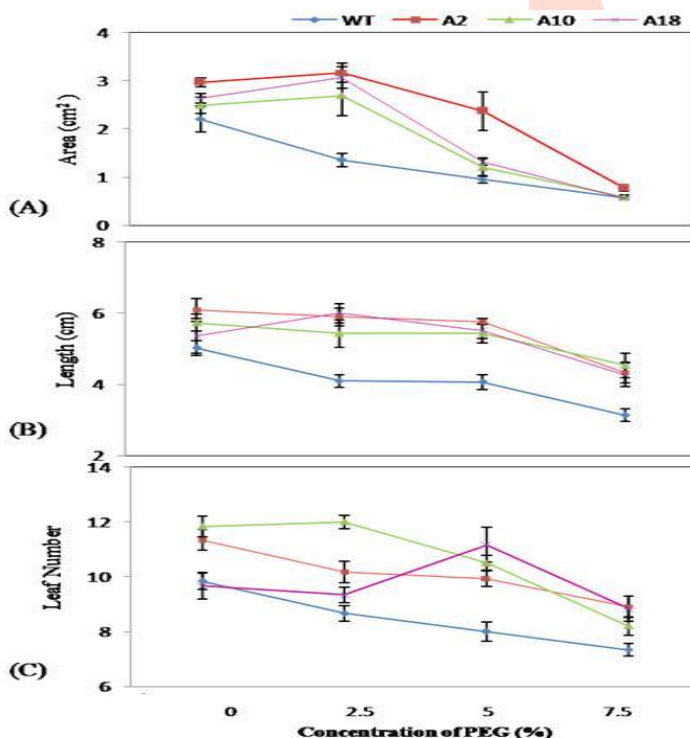 WT A2 A10 A18
4
3
2
1
0
Area (cm²)
(A)
8
6
4
2
Length (cm)
(B)
14
12
10
8
6
Leaf Number
(C)
0 2.5 5 7.5
Concentration of PEG (%)